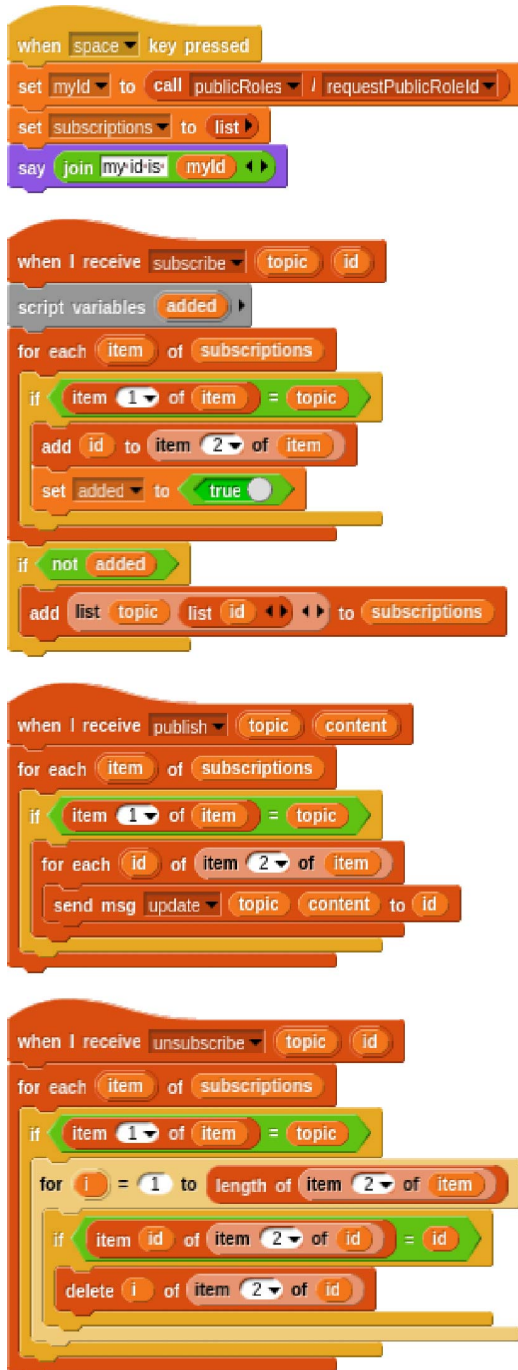 when space key pressed
set myId to call publicRoles / requestPublicRoleId
set subscriptions to list
say join my id is myId
when I receive subscribe topic id
script variables added
for each item of subscriptions
if item 1 of item = topic
add id to item 2 of item
set added to true
if not added
add list topic list id to subscriptions
when I receive publish topic content
for each item of subscriptions
if item 1 of item = topic
for each id of item 2 of item
send msg update topic content to id
when I receive unsubscribe topic id
for each item of subscriptions
if item 1 of item = topic
for i = 1 to length of item 2 of item
if item id of item 2 of id = id
delete i of item 2 of id